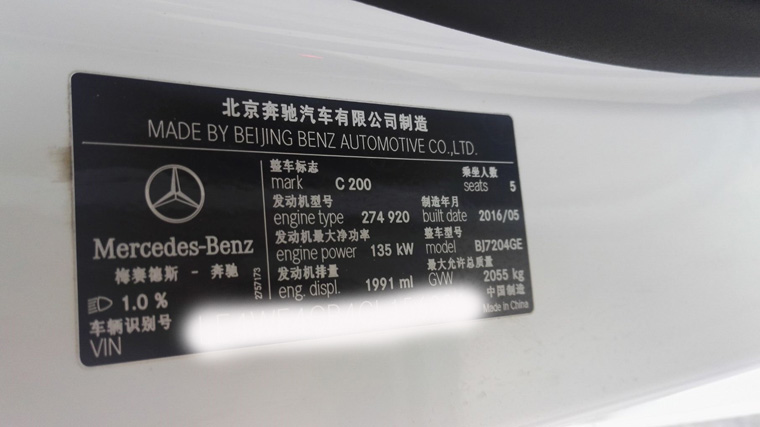 北京奔驰汽车有限公司制造
MADE BY BEIJING BENZ AUTOMOTIVE CO.,LTD.
Mercedes-Benz
梅赛德斯 - 奔驰
1.0 %
2757173
整车标志
mark C 200
乘坐人数
seats 5
发动机型号
engine type 274 920
制造年月
built date 2016/05
发动机最大净功率
engine power 135 kW
整车型号
model BJ7204GE
发动机排量
eng. displ. 1991 ml
最大允许总质量
GVW 2055 kg
中国制造
Made in China
车辆识别号
VIN